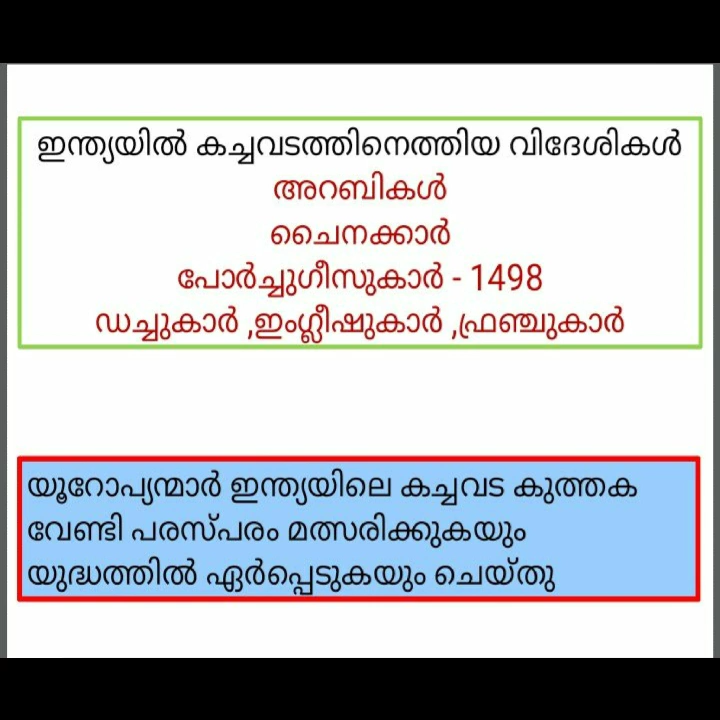 ഇന്ത്യയിൽ കച്ചവടത്തിനെത്തിയ വിദേശികൾ
അറബികൾ
ചൈനക്കാർ
പോർച്ചുഗീസുകാർ - 1498
ഡച്ചുകാർ ,ഇംഗ്ലീഷുകാർ ,ഫ്രഞ്ചുകാർ
യൂറോപ്യന്മാർ ഇന്ത്യയിലെ കച്ചവട കുത്തക
വേണ്ടി പരസ്പരം മത്സരിക്കുകയും
യുദ്ധത്തിൽ ഏർപ്പെടുകയും ചെയ്തു